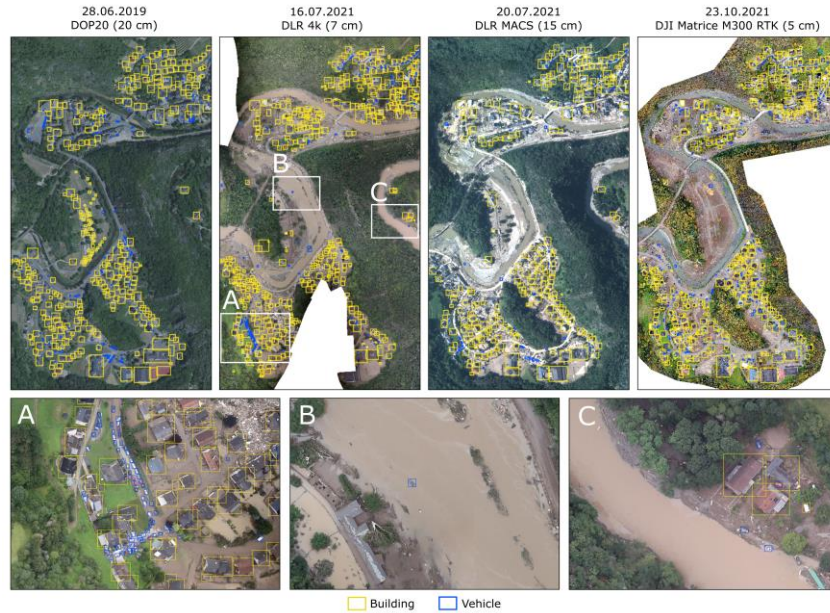 28.06.2019
DOP20 (20 cm)
16.07.2021
DLR 4k (7 cm)
20.07.2021
DLR MACS (15 cm)
23.10.2021
DJI Matrice M300 RTK (5 cm)
B
C
A
A
B
C
Building
Vehicle